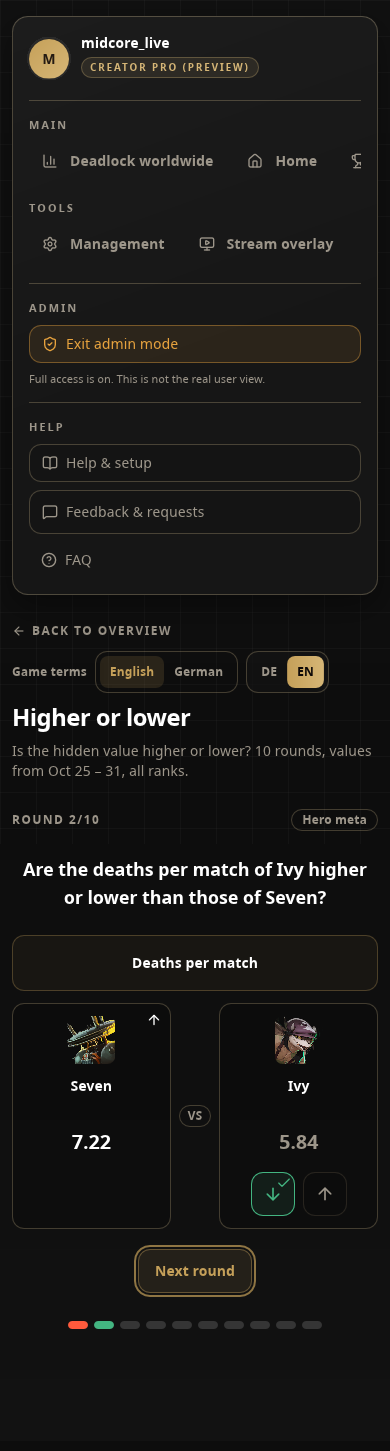 M
midcore_live
CREATOR PRO (PREVIEW)
MAIN
Deadlock worldwide
Home
TOOLS
Management
Stream overlay
ADMIN
Exit admin mode
Full access is on. This is not the real user view.
HELP
Help & setup
Feedback & requests
FAQ
BACK TO OVERVIEW
Game terms
English
German
DE
EN
Higher or lower
Is the hidden value higher or lower? 10 rounds, values
from Oct 25 – 31, all ranks.
ROUND 2/10
Hero meta
Are the deaths per match of Ivy higher
or lower than those of Seven?
Deaths per match
Seven
7.22
VS
Ivy
5.84
Next round